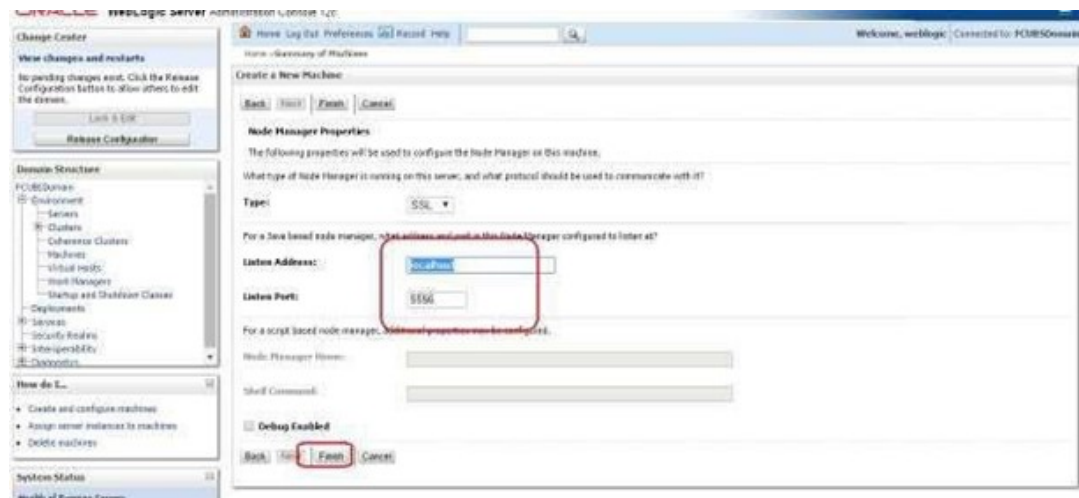 ORACLE WebLogic Server Administration Console 12c
Change Center
View changes and restarts
No pending changes exist. Click the Release
Configuration button to allow others to edit
the domain.
Lock & Edit
Release Configuration
Domain Structure
FCUBSDomain
Environment
Servers
Clusters
Coherence Clusters
Machines
Virtual Hosts
Work Managers
Startup and Shutdown Classes
Deployments
Services
Security Realms
Interoperability
Diagnostics
How do I...
Create and configure machines
Assign server instances to machines
Delete machines
System Status
Health of Running Servers
Home Log Out Preferences Record Help
Welcome, weblogic Connected to: FCUBSDomain
Home >Summary of Machines
Create a New Machine
Back Next Finish Cancel
Node Manager Properties
The following properties will be used to configure the Node Manager on this machine.
What type of Node Manager is running on this server, and what protocol should be used to communicate with it?
Type: SSL
For a Java based node manager, what address and port is this Node Manager configured to listen at?
Listen Address: localhost
Listen Port: 5556
For a script based node manager, additional properties may be configured.
Node Manager Home:
Shell Command:
Debug Enabled
Back Next Finish Cancel